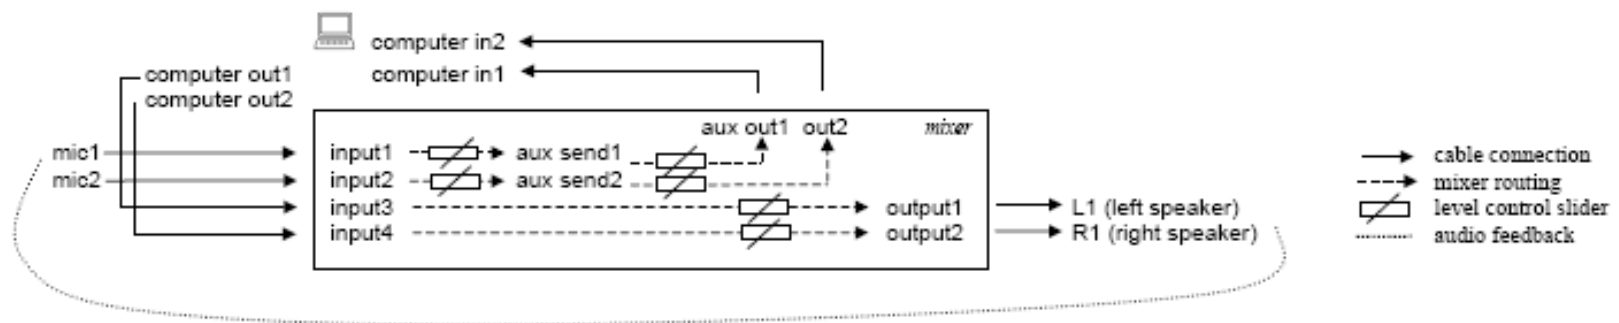 computer in2
computer out1 computer in1
computer out2
aux out1 out2 mixer
mic1 input1 aux send1 cable connection
mic2 input2 aux send2 mixer routing
input3 output1 L1 (left speaker) level control slider
input4 output2 R1 (right speaker) audio feedback